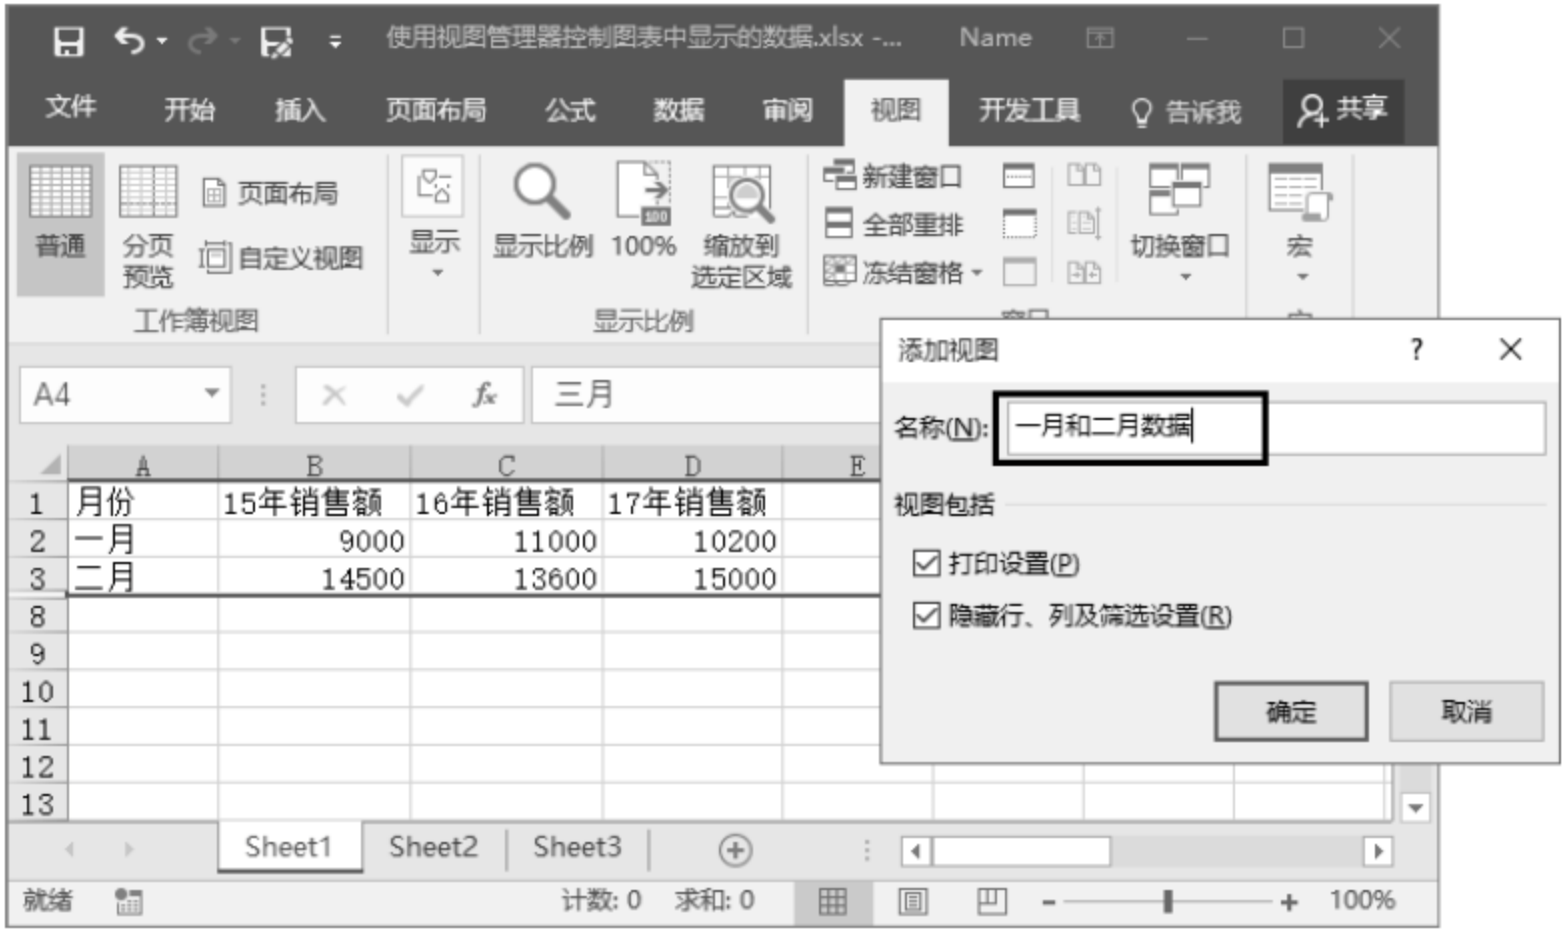 使用视图管理器控制图表中显示的数据.xlsx -... Name
文件 开始 插入 页面布局 公式 数据 审阅 视图 开发工具 告诉我 共享
普通
分页
预览
页面布局
自定义视图
工作簿视图
显示
显示比例
100
100%
缩放到
选定区域
显示比例
新建窗口
全部重排
冻结窗格
切换窗口
宏
添加视图 ?
名称(N): 一月和二月数据
视图包括
打印设置(P)
隐藏行、列及筛选设置(R)
确定 取消
A4 fx 三月
A B C D E
1 月份 15年销售额 16年销售额 17年销售额
2 一月 9000 11000 10200
3 二月 14500 13600 15000
8
9
10
11
12
13
Sheet1 Sheet2 Sheet3
就绪 计数: 0 求和: 0 100%